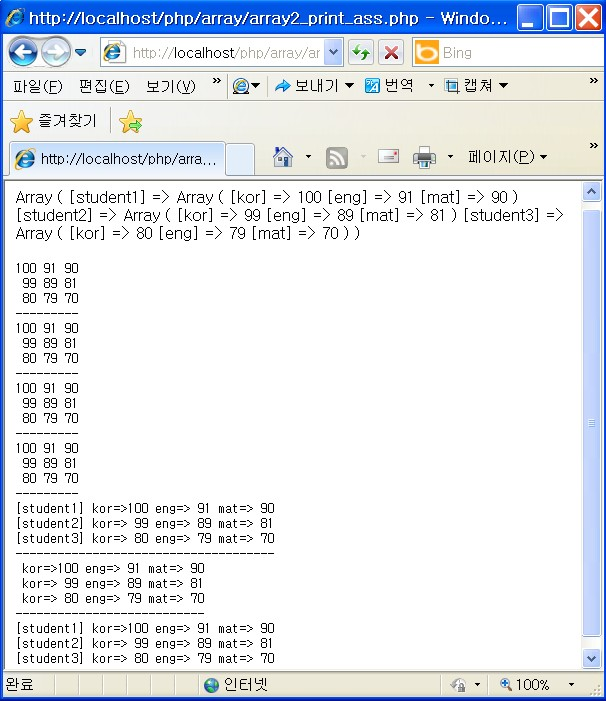 http://localhost/php/array/array2_print_ass.php - Windo...
http://localhost/php/array/ar
Bing
파일(F) 편집(E) 보기(V) » 보내기 번역 캡쳐 »
즐겨찾기
http://localhost/php/arra... 페이지(P) »
Array ( [student1] => Array ( [kor] => 100 [eng] => 91 [mat] => 90 )
[student2] => Array ( [kor] => 99 [eng] => 89 [mat] => 81 ) [student3] =>
Array ( [kor] => 80 [eng] => 79 [mat] => 70 ) )
100 91 90
99 89 81
80 79 70
---------
100 91 90
99 89 81
80 79 70
---------
100 91 90
99 89 81
80 79 70
---------
100 91 90
99 89 81
80 79 70
---------
[student1] kor=>100 eng=> 91 mat=> 90
[student2] kor=> 99 eng=> 89 mat=> 81
[student3] kor=> 80 eng=> 79 mat=> 70
-------------------------------------
kor=>100 eng=> 91 mat=> 90
kor=> 99 eng=> 89 mat=> 81
kor=> 80 eng=> 79 mat=> 70
---------------------------
[student1] kor=>100 eng=> 91 mat=> 90
[student2] kor=> 99 eng=> 89 mat=> 81
[student3] kor=> 80 eng=> 79 mat=> 70
완료 인터넷 100%